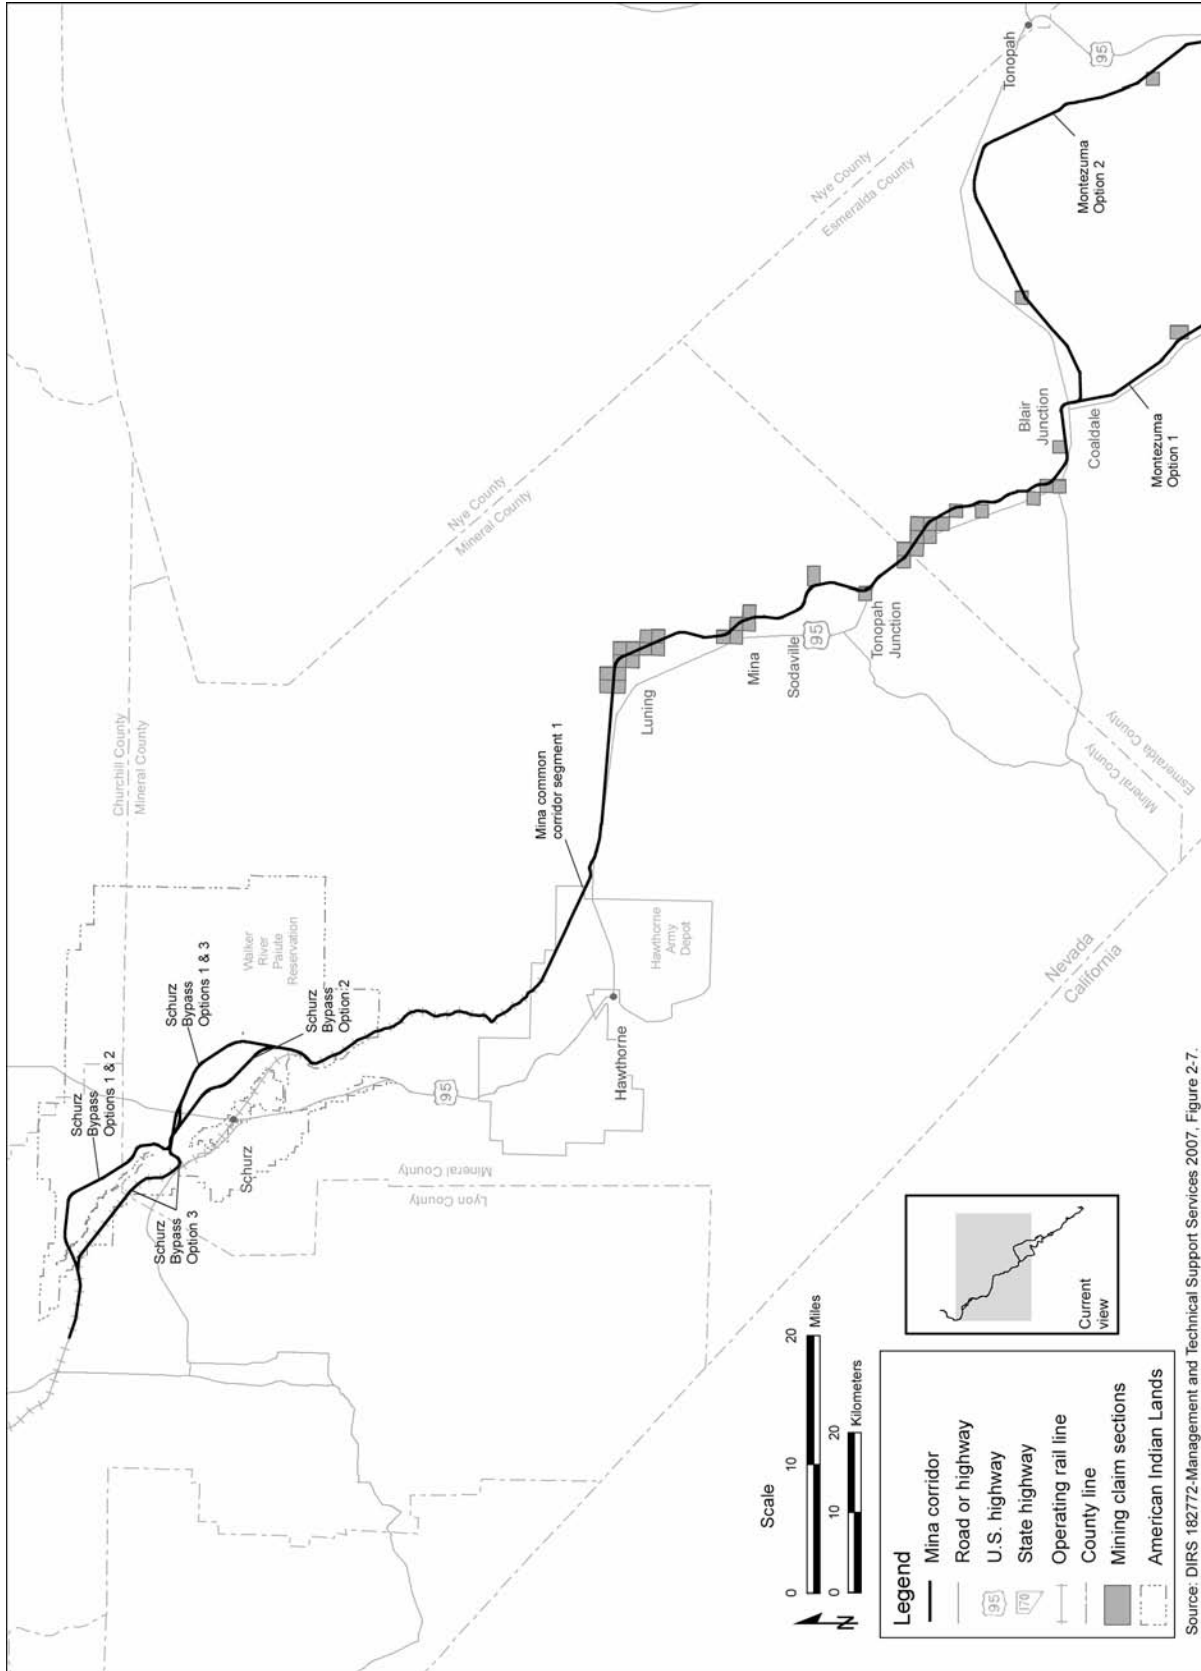 Churchill County
Mineral County
Nye County
Mineral County
Nye County
Esmeralda County
Tonopah
95
Schurz
Bypass
Options 1 & 2
Schurz
Bypass
Options 1 & 3
Walker
River
Paiute
Reservation
Schurz
Bypass
Option 2
Schurz
Bypass
Option 3
Schurz
Lyon County
Mineral County
95
Mina common
corridor segment 1
Hawthorne
Army
Depot
Hawthorne
Luning
Mina
Sodaville
95
Tonopah
Junction
Blair
Junction
Coaldale
Montezuma
Option 1
Montezuma
Option 2
Mineral County
Esmeralda County
Nevada
California
Scale
0 10 20
Miles
0 10 20
Kilometers
N
Legend
Mina corridor
Road or highway
95 U.S. highway
170 State highway
Operating rail line
County line
Mining claim sections
American Indian Lands
Current
view
Source: DIRS 182772-Management and Technical Support Services 2007, Figure 2-7.